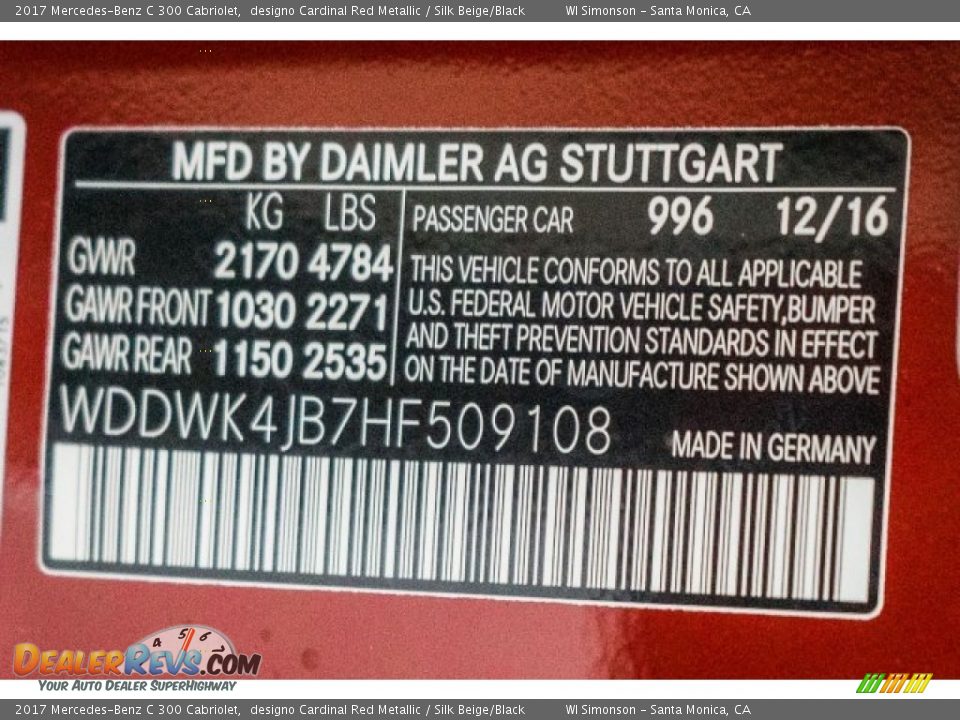 2017 Mercedes-Benz C 300 Cabriolet, designo Cardinal Red Metallic / Silk Beige/Black WI Simonson - Santa Monica, CA
MFD BY DAIMLER AG STUTTGART
KG LBS
GVWR 2170 4784
GAWR FRONT 1030 2271
GAWR REAR 1150 2535
PASSENGER CAR 996 12/16
THIS VEHICLE CONFORMS TO ALL APPLICABLE
U.S. FEDERAL MOTOR VEHICLE SAFETY,BUMPER
AND THEFT PREVENTION STANDARDS IN EFFECT
ON THE DATE OF MANUFACTURE SHOWN ABOVE
WDDWK4JB7HF509108
MADE IN GERMANY
4 5 6 7
DEALERREVS.COM
YOUR AUTO DEALER SUPERHIGHWAY
2017 Mercedes-Benz C 300 Cabriolet, designo Cardinal Red Metallic / Silk Beige/Black WI Simonson - Santa Monica, CA